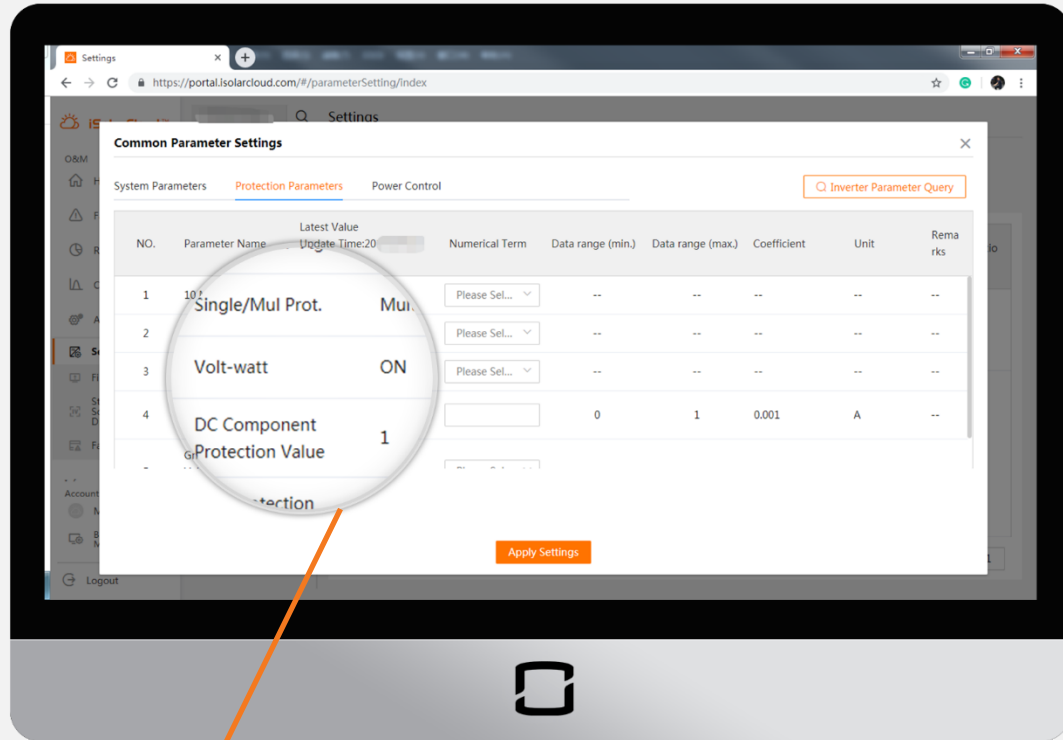 Settings
https://portal.isolarcloud.com/#/parameterSetting/index
Settings
Common Parameter Settings
O&M
System Parameters Protection Parameters Power Control
Inverter Parameter Query
NO. Parameter Name Latest Value Update Time:20 Numerical Term Data range (min.) Data range (max.) Coefficient Unit Rema
rks
1 Single/Mul Prot. Please Sel... -- -- -- -- --
2 Volt-watt ON Please Sel... -- -- -- -- --
3 Please Sel... -- -- -- -- --
4 DC Component 1 0 1 0.001 A --
Protection Value
Account
Apply Settings
Logout